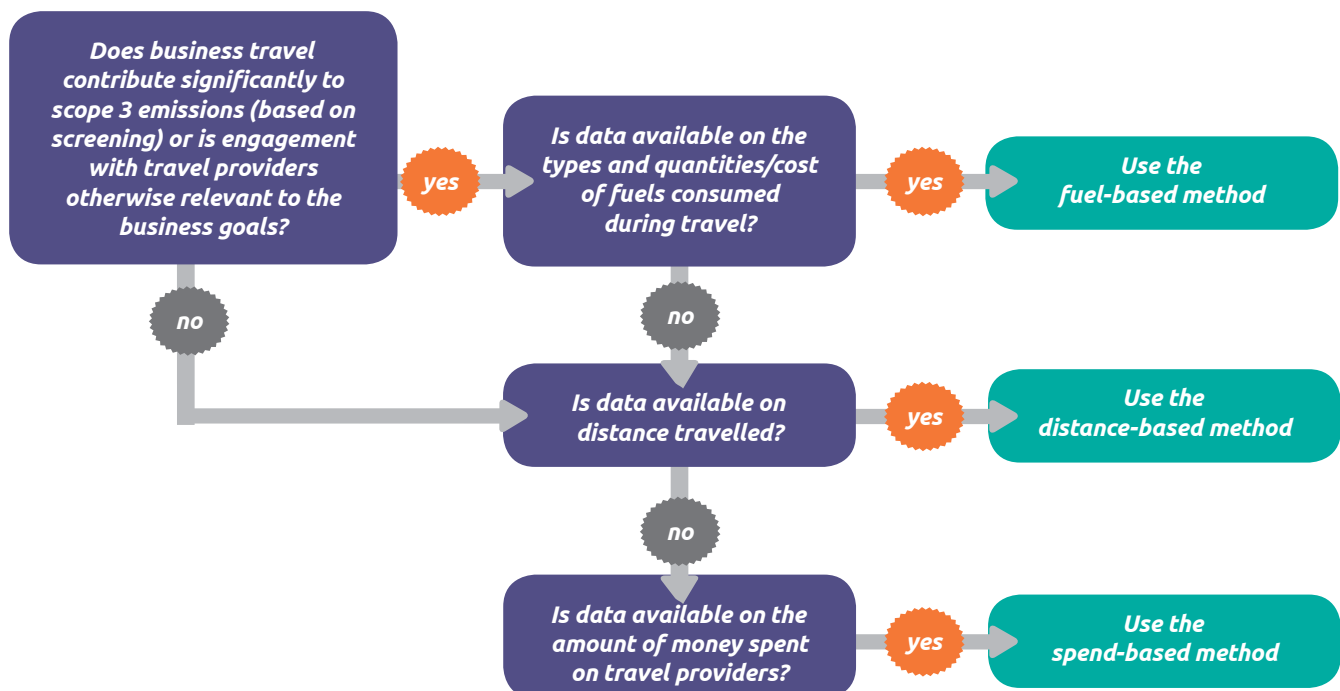 Does business travel
contribute significantly to
scope 3 emissions (based on
screening) or is engagement
with travel providers
otherwise relevant to the
business goals?
yes
Is data available on the
types and quantities/cost
of fuels consumed
during travel?
yes
Use the
fuel-based method
no
no
Is data available on
distance travelled?
yes
Use the
distance-based method
no
Is data available on the
amount of money spent
on travel providers?
yes
Use the
spend-based method